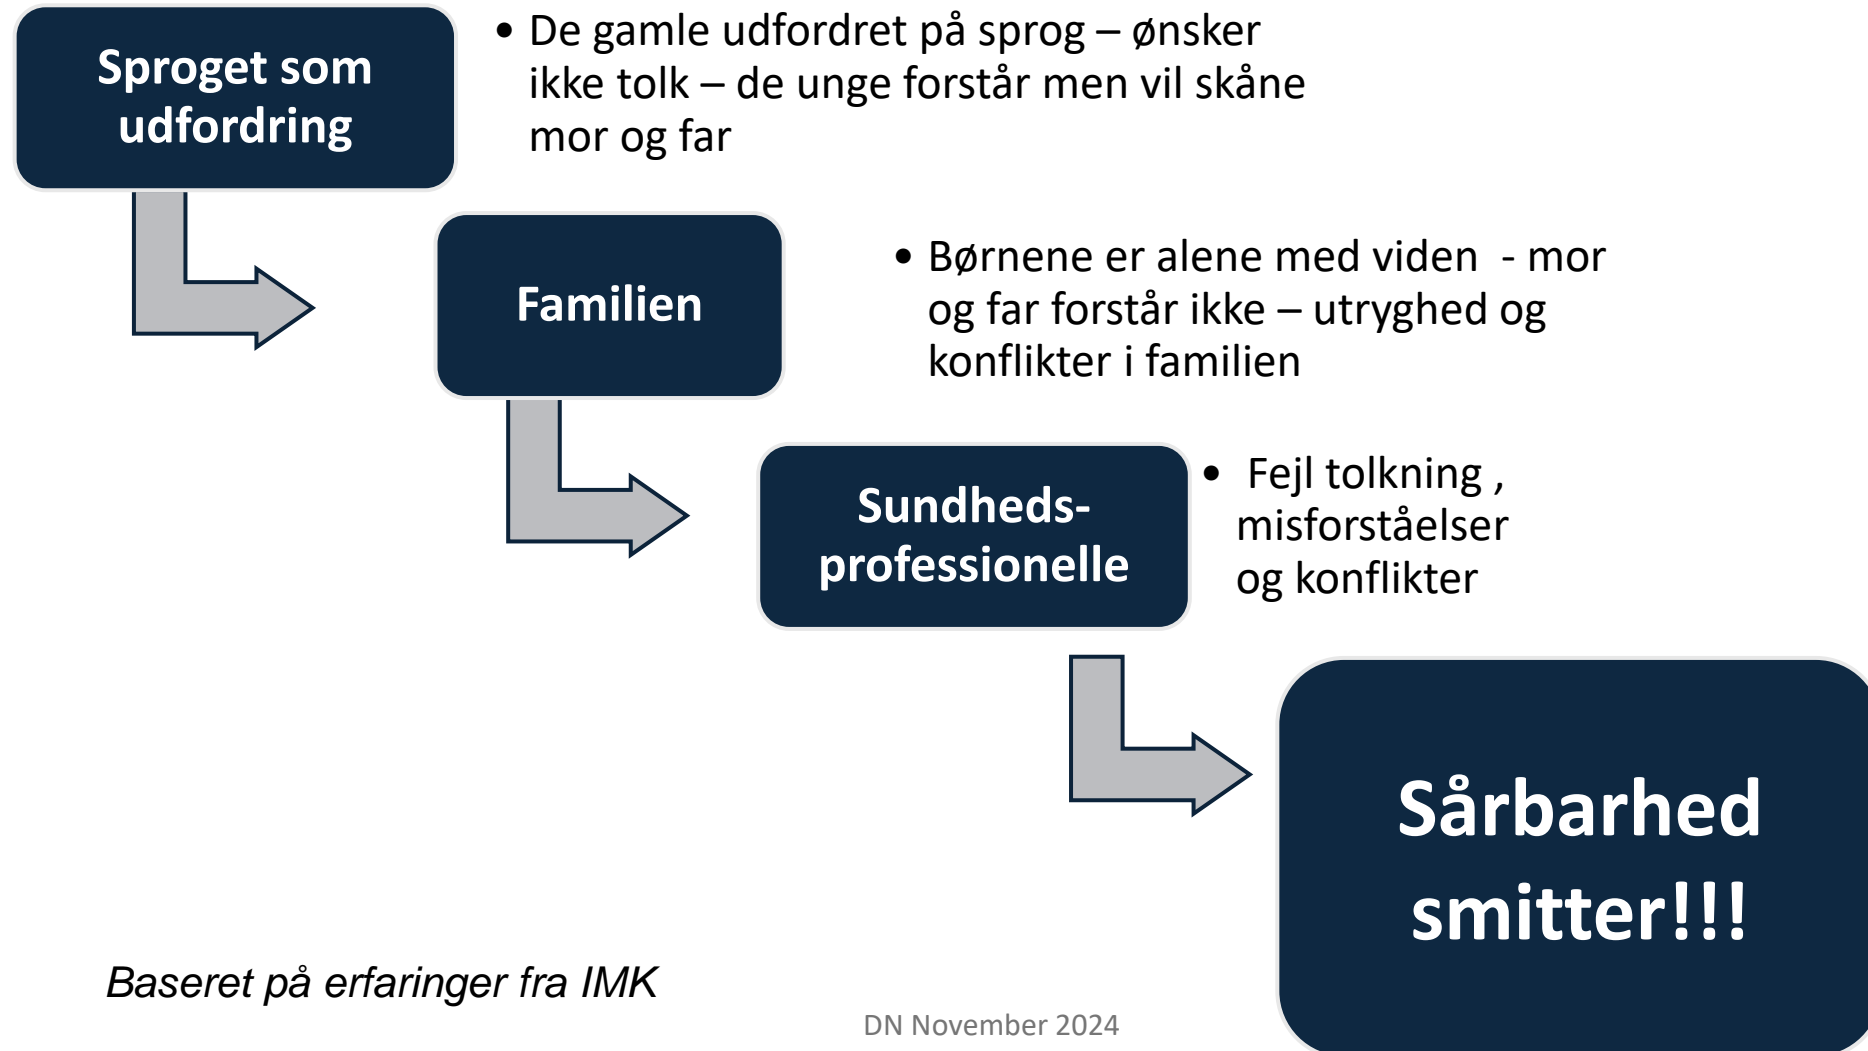 Sproget som
udfordring
• De gamle udfordret på sprog – ønsker
ikke tolk – de unge forstår men vil skåne
mor og far
Familien
• Børnene er alene med viden  - mor
og far forstår ikke – utryghed og
konflikter i familien
Sundheds-
professionelle
• Fejl tolkning ,
misforståelser
og konflikter
Sårbarhed
smitter!!!
Baseret på erfaringer fra IMK
DN November 2024